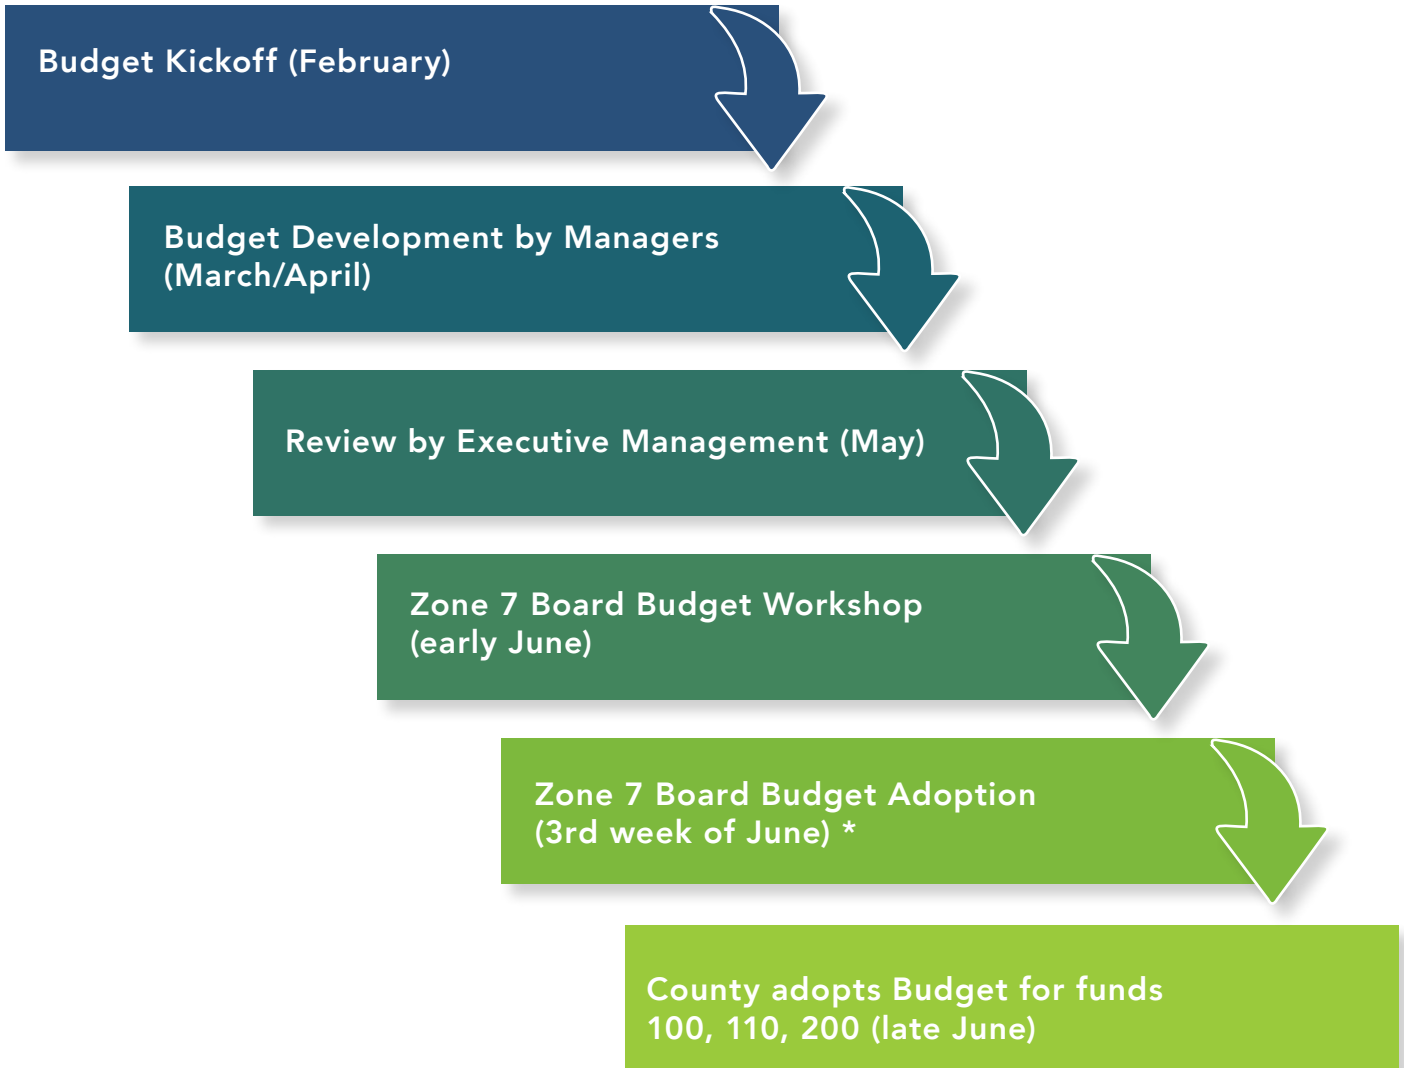 Budget Kickoff (February)
Budget Development by Managers
(March/April)
Review by Executive Management (May)
Zone 7 Board Budget Workshop
(early June)
Zone 7 Board Budget Adoption
(3rd week of June) *
County adopts Budget for funds
100, 110, 200 (late June)